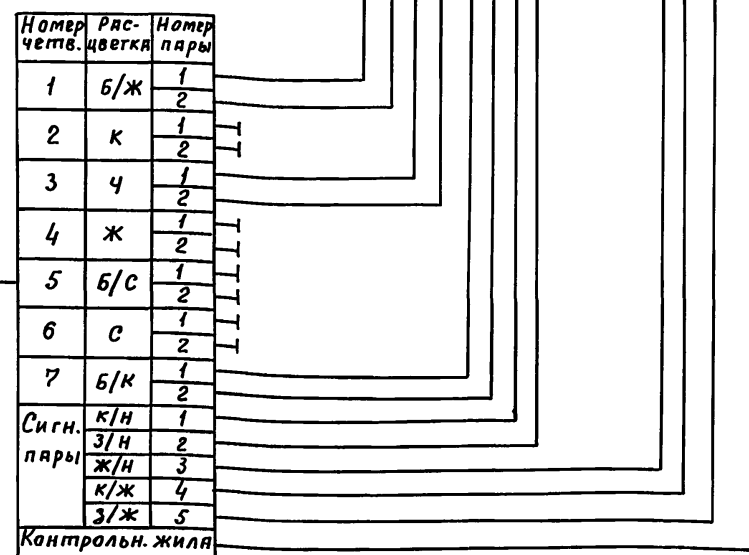 Номер четв. Рас-цветка Номер пары
1 Б/Ж 1
2
2 К 1
2
3 Ч 1
2
4 Ж 1
2
5 Б/С 1
2
6 С 1
2
7 Б/К 1
2
Сигн. пары К/Н 1
З/Н 2
Ж/Н 3
К/Ж 4
З/Ж 5
Контрольн. жила